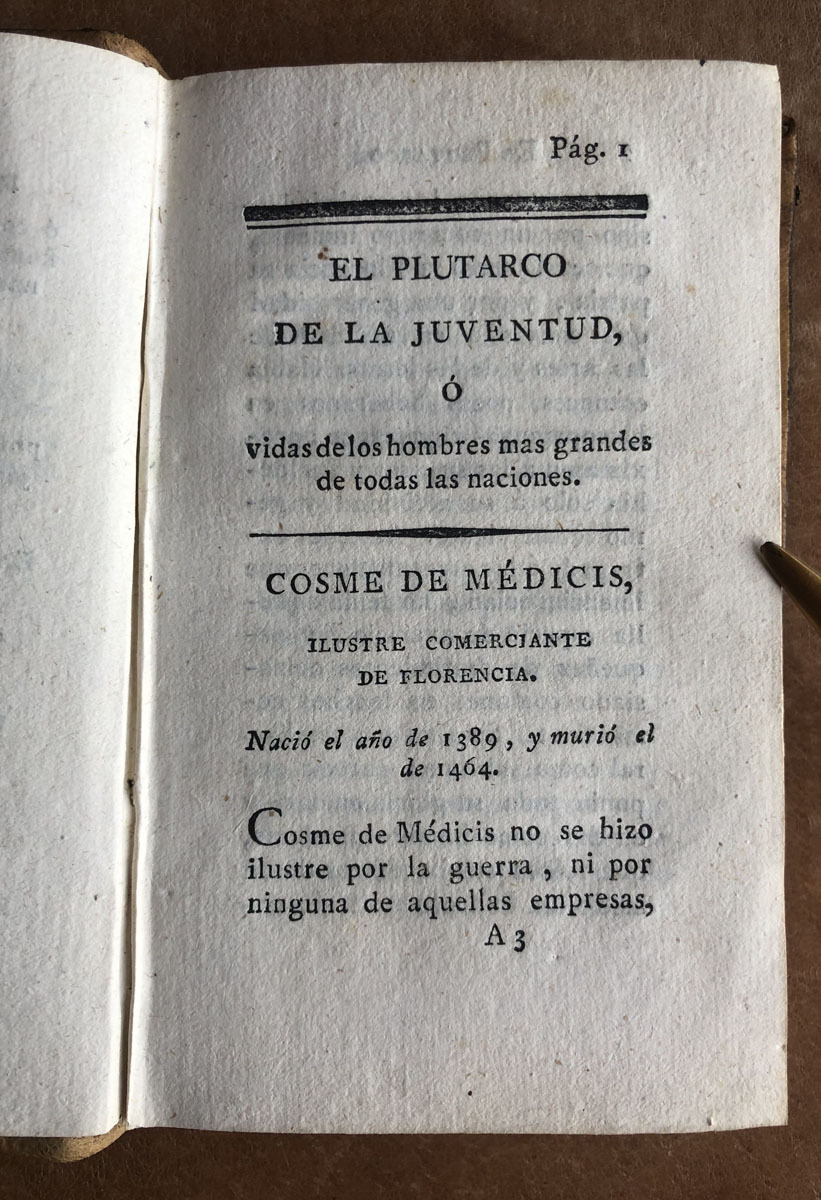 Pág. 1
EL PLUTARCO
DE LA JUVENTUD,
Ó
vidas de los hombres mas grandes
de todas las naciones.
COSME DE MÉDICIS,
ILUSTRE COMERCIANTE
DE FLORENCIA.
Nació el año de 1389, y murió el
de 1464.
Cosme de Médicis no se hizo
ilustre por la guerra, ni por
ninguna de aquellas empresas,
A 3